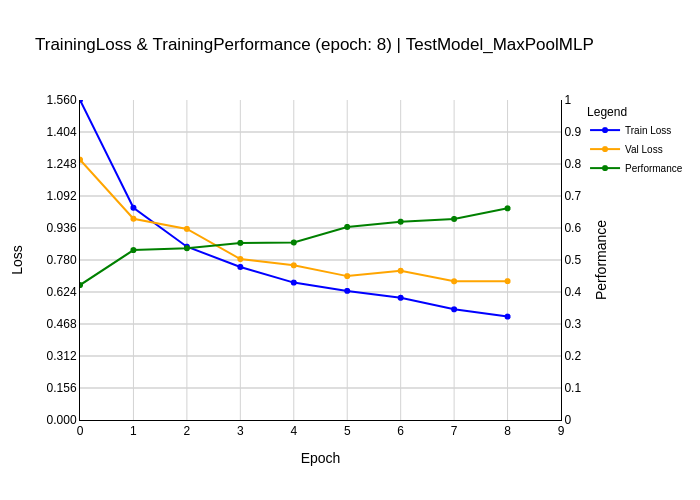 TrainingLoss & TrainingPerformance (epoch: 8) | TestModel_MaxPoolMLP
Legend
Train Loss
Val Loss
Performance
Loss
1.560
1.404
1.248
1.092
0.936
0.780
0.624
0.468
0.312
0.156
0.000
1
0.9
0.8
0.7
0.6
0.5
0.4
0.3
0.2
0.1
0
Performance
0 1 2 3 4 5 6 7 8 9
Epoch